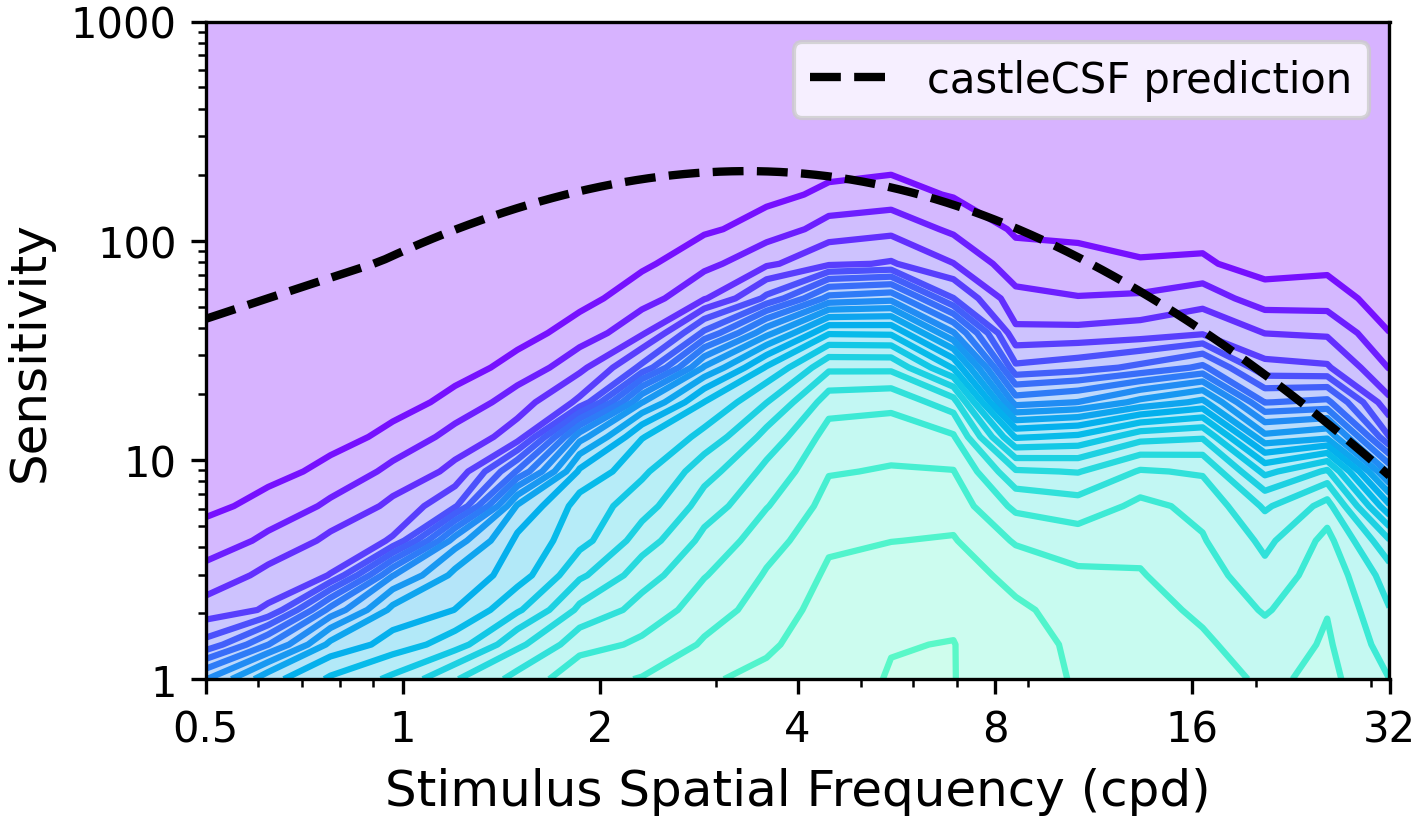 1000
castleCSF prediction
100
Sensitivity
10
1
0.5 1 2 4 8 16 32
Stimulus Spatial Frequency (cpd)